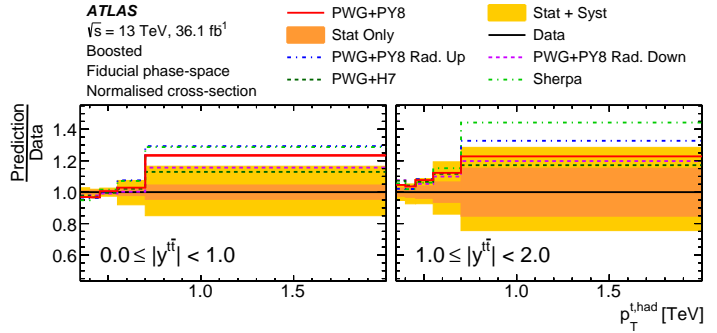 ATLAS
√s = 13 TeV, 36.1 fb⁻¹
Boosted
Fiducial phase-space
Normalised cross-section
PWG+PY8
Stat Only
PWG+PY8 Rad. Up
PWG+H7
Stat + Syst
Data
PWG+PY8 Rad. Down
Sherpa
Prediction
Data
1.4
1.2
1.0
0.8
0.6
0.0 ≤ |y^{tt̄}| < 1.0
1.0 ≤ |y^{tt̄}| < 2.0
1.0 1.5 1.0 1.5
p_T^{t,had} [TeV]